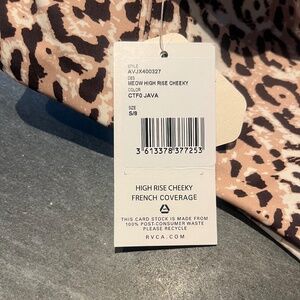 STYLE
AVJX400327
DES
MEOW HIGH RISE CHEEKY
COLOR
CTF0 JAVA
SIZE
S/8
3 613378 377253
HIGH RISE CHEEKY
FRENCH COVERAGE
THIS CARD STOCK IS MADE FROM
100% POST-CONSUMER WASTE
PLEASE RECYCLE
RVCA.COM